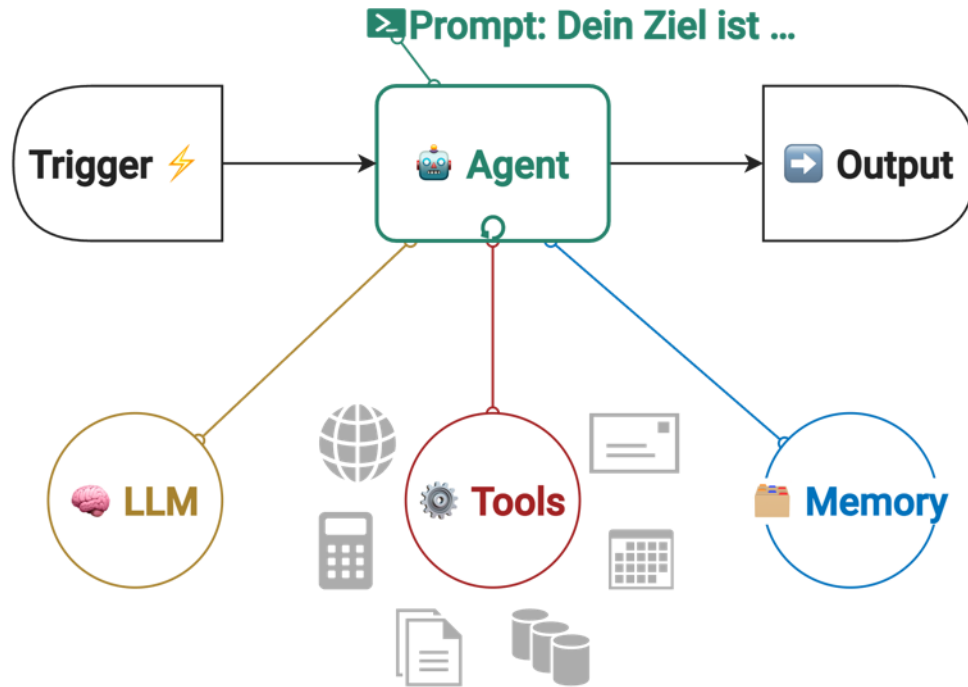 Prompt: Dein Ziel ist ...
Trigger
Agent
Output
LLM
Tools
Memory